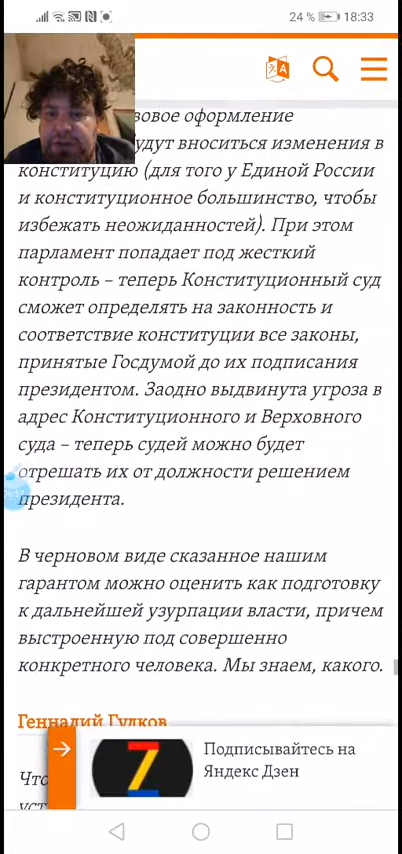 24 % 18:33
A
зовое оформление
удут вноситься изменения в
конституцию (для того у Единой России
и конституционное большинство, чтобы
избежать неожиданностей). При этом
парламент попадает под жесткий
контроль – теперь Конституционный суд
сможет определять на законность и
соответствие конституции все законы,
принятые Госдумой до их подписания
президентом. Заодно выдвинута угроза в
адрес Конституционного и Верховного
суда – теперь судей можно будет
отрешать их от должности решением
президента.
В черновом виде сказанное нашим
гарантом можно оценить как подготовку
к дальнейшей узурпации власти, причем
выстроенную под совершенно
конкретного человека. Мы знаем, какого.
Геннадий Гудков
Подписывайтесь на
Яндекс Дзен
Z
Что
уст